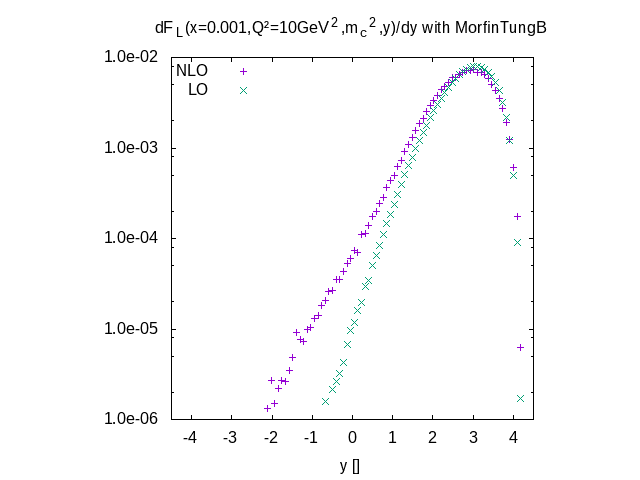 dF_L(x=0.001,Q²=10GeV²,m_c²,y)/dy with MorfinTungB
1.0e-02
NLO
LO
1.0e-03
1.0e-04
1.0e-05
1.0e-06
-4 -3 -2 -1 0 1 2 3 4
y []